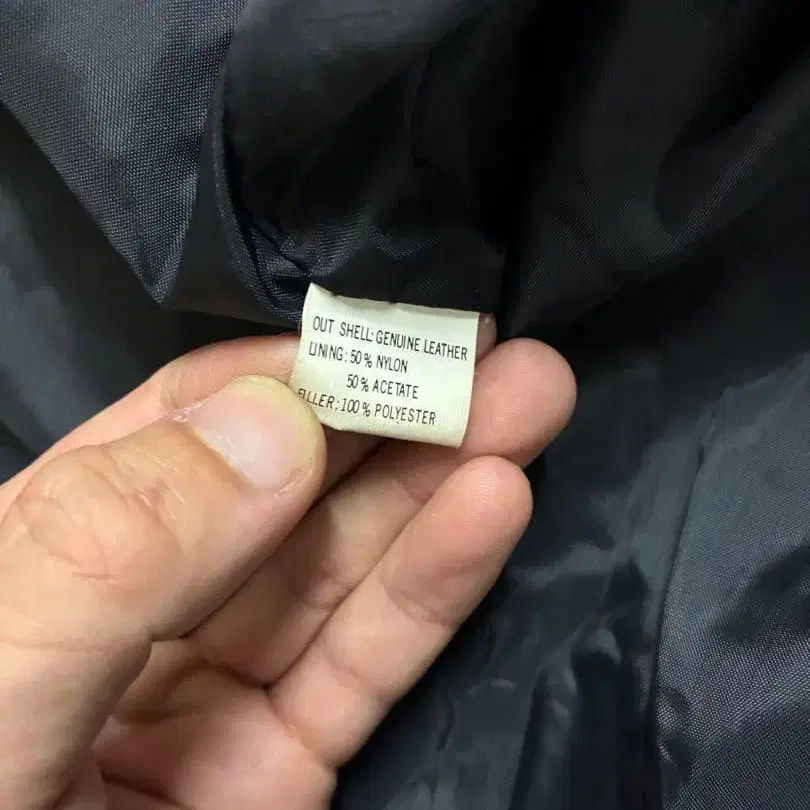 OUT SHELL: GENUINE LEATHER
LINING: 50% NYLON
50% ACETATE
FILLER: 100% POLYESTER